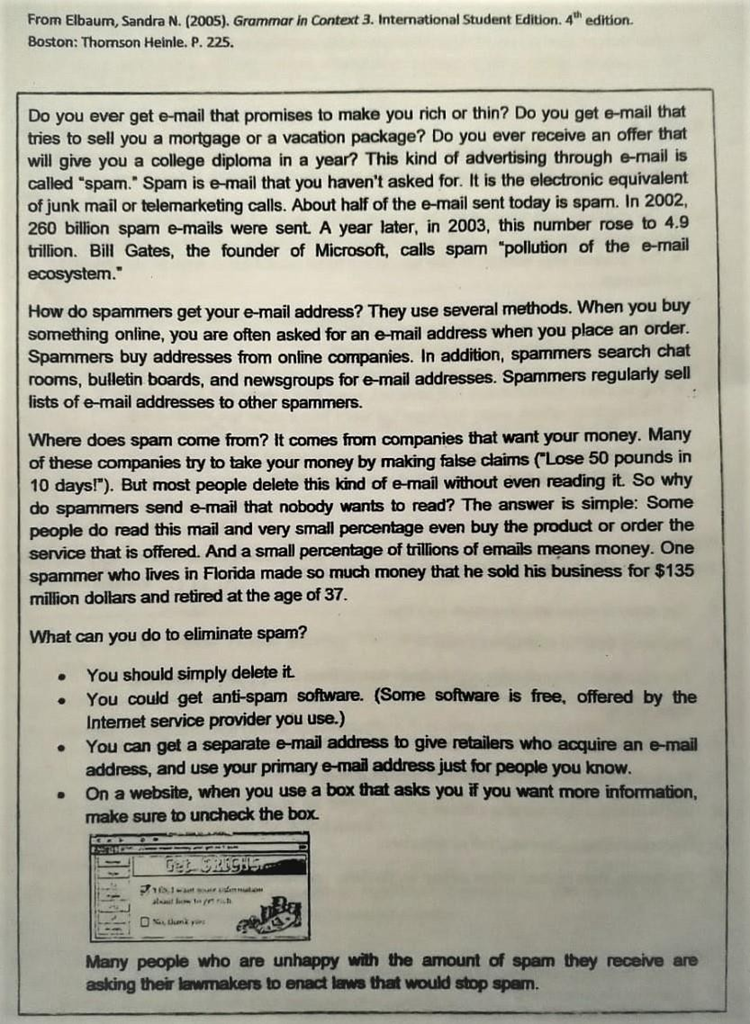 From Elbaum, Sandra N. (2005). Grammar in Context 3. International Student Edition. 4th edition.
Boston: Thomson Heinle. P. 225.
Do you ever get e-mail that promises to make you rich or thin? Do you get e-mail that
tries to sell you a mortgage or a vacation package? Do you ever receive an offer that
will give you a college diploma in a year? This kind of advertising through e-mail is
called "spam." Spam is e-mail that you haven't asked for. It is the electronic equivalent
of junk mail or telemarketing calls. About half of the e-mail sent today is spam. In 2002,
260 billion spam e-mails were sent. A year later, in 2003, this number rose to 4.9
trillion. Bill Gates, the founder of Microsoft, calls spam "pollution of the e-mail
ecosystem."
How do spammers get your e-mail address? They use several methods. When you buy
something online, you are often asked for an e-mail address when you place an order.
Spammers buy addresses from online companies. In addition, spammers search chat
rooms, bulletin boards, and newsgroups for e-mail addresses. Spammers regularly sell
lists of e-mail addresses to other spammers.
Where does spam come from? It comes from companies that want your money. Many
of these companies try to take your money by making false claims ("Lose 50 pounds in
10 days!"). But most people delete this kind of e-mail without even reading it. So why
do spammers send e-mail that nobody wants to read? The answer is simple: Some
people do read this mail and very small percentage even buy the product or order the
service that is offered. And a small percentage of trillions of emails means money. One
spammer who lives in Florida made so much money that he sold his business for $135
million dollars and retired at the age of 37.
What can you do to eliminate spam?
• You should simply delete it.
• You could get anti-spam software. (Some software is free, offered by the
Internet service provider you use.)
• You can get a separate e-mail address to give retailers who acquire an e-mail
address, and use your primary e-mail address just for people you know.
• On a website, when you use a box that asks you if you want more information,
make sure to uncheck the box.
Get $RICH$
YES, I want more information
about how to get rich.
No, thank you
Many people who are unhappy with the amount of spam they receive are
asking their lawmakers to enact laws that would stop spam.